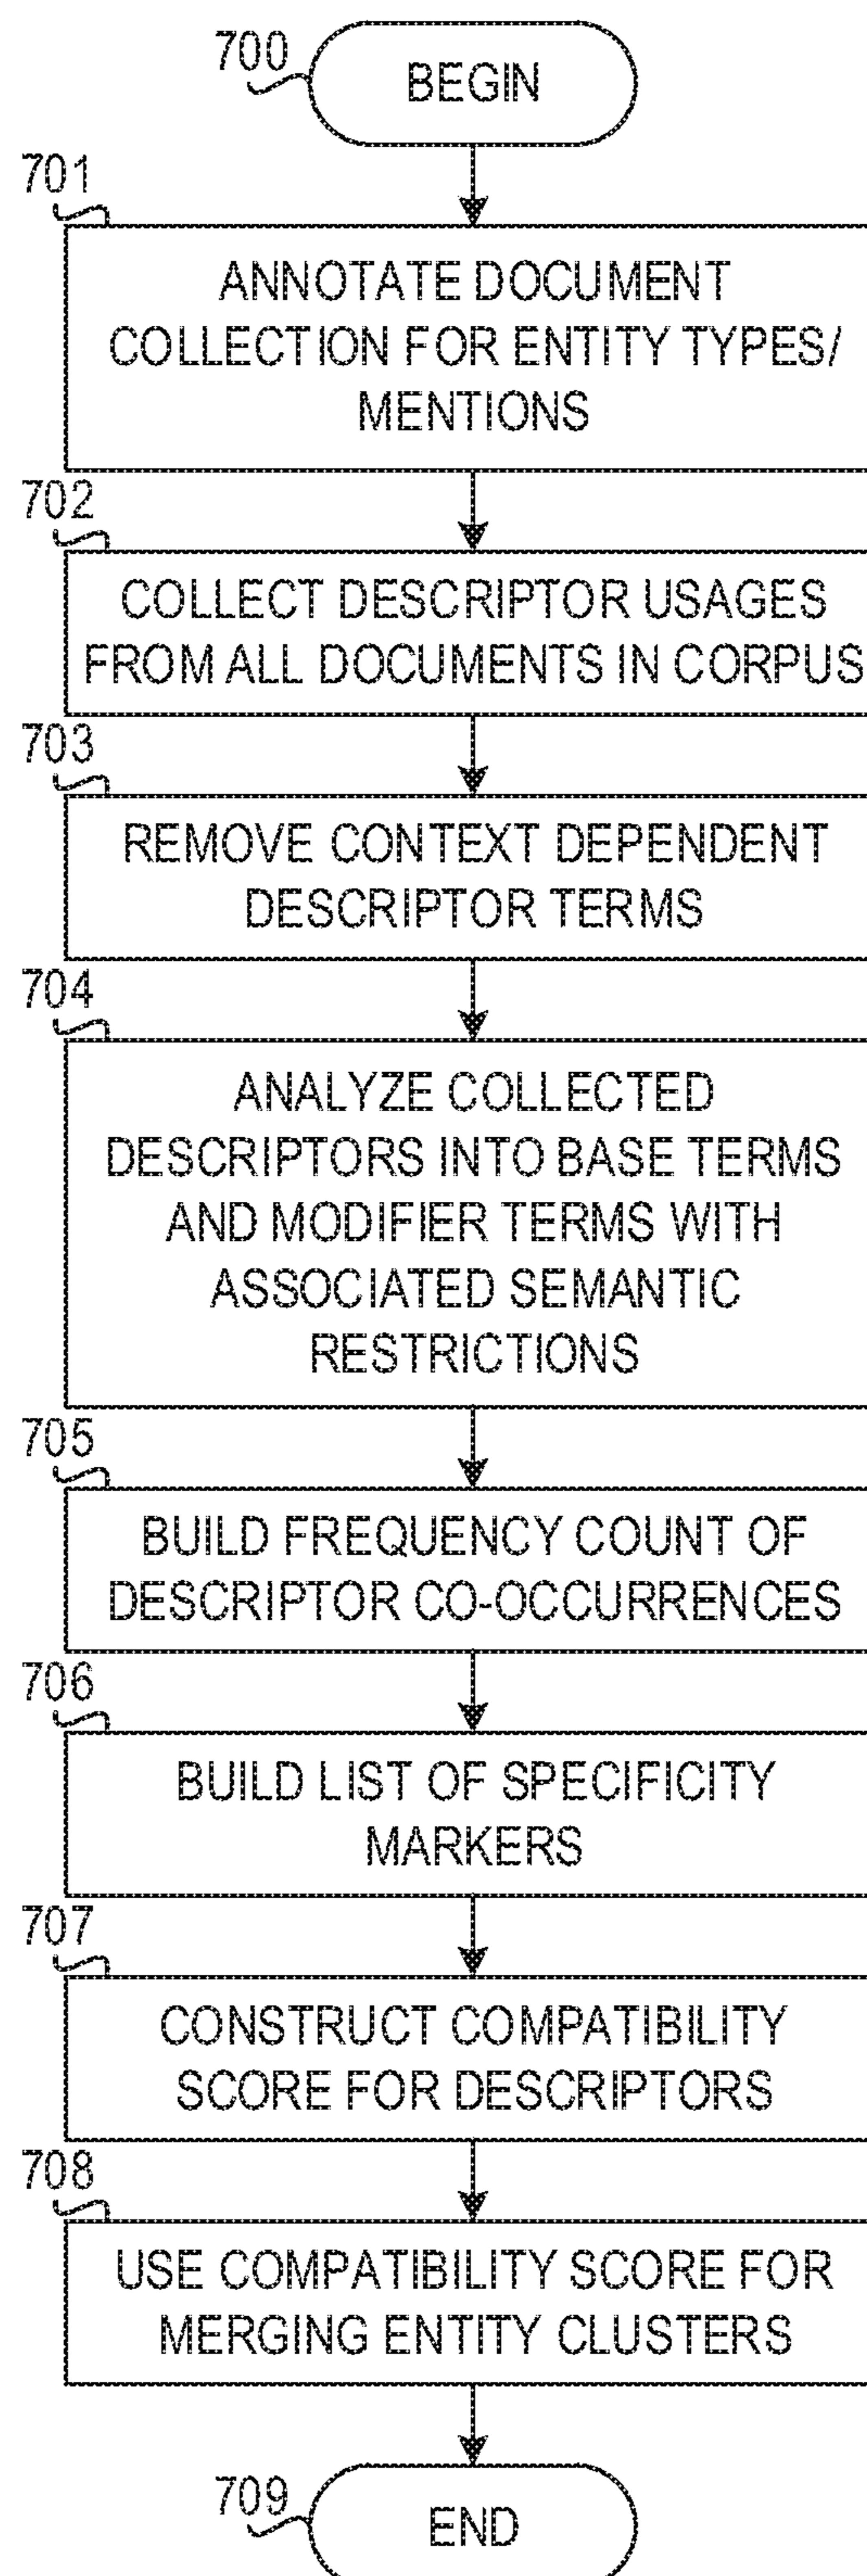 700
BEGIN
701
ANNOTATE DOCUMENT
COLLECTION FOR ENTITY TYPES/
MENTIONS
702
COLLECT DESCRIPTOR USAGES
FROM ALL DOCUMENTS IN CORPUS
703
REMOVE CONTEXT DEPENDENT
DESCRIPTOR TERMS
704
ANALYZE COLLECTED
DESCRIPTORS INTO BASE TERMS
AND MODIFIER TERMS WITH
ASSOCIATED SEMANTIC
RESTRICTIONS
705
BUILD FREQUENCY COUNT OF
DESCRIPTOR CO-OCCURRENCES
706
BUILD LIST OF SPECIFICITY
MARKERS
707
CONSTRUCT COMPATIBILITY
SCORE FOR DESCRIPTORS
708
USE COMPATIBILITY SCORE FOR
MERGING ENTITY CLUSTERS
709
END